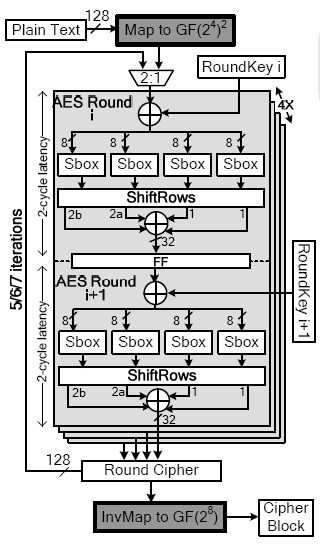 128
Plain Text
Map to GF(2⁴)²
2:1
RoundKey i
4X
AES Round
i
8 8 8 8
Sbox Sbox Sbox Sbox
ShiftRows
2b 2a 1 1
32
2-cycle latency
FF
5/6/7 iterations
AES Round
i+1
RoundKey i+1
8 8 8 8
Sbox Sbox Sbox Sbox
ShiftRows
2b 2a 1 1
32
2-cycle latency
128
Round Cipher
InvMap to GF(2⁸)
Cipher
Block